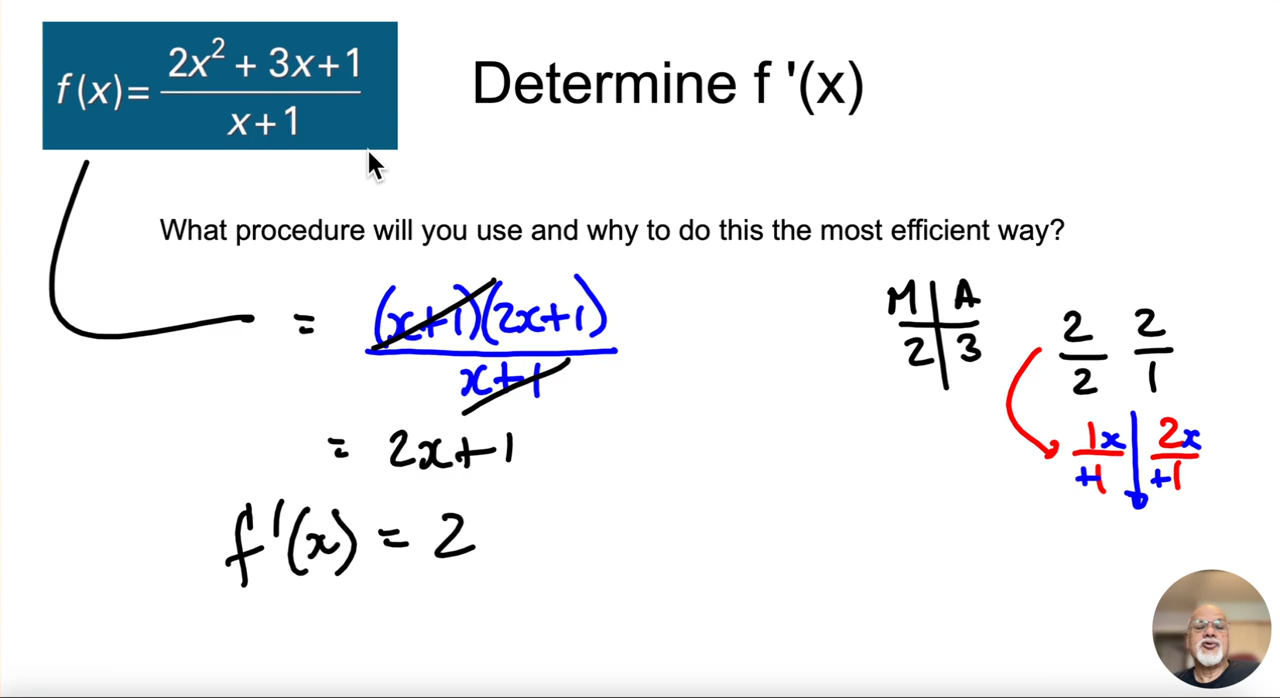 f(x)= 2x² + 3x+1 / x+1
Determine f '(x)
What procedure will you use and why to do this the most efficient way?
= (x+1)(2x+1) / x+1
= 2x+1
f'(x) = 2
M | A
2 | 3
2/2 2/1
1x/+1 | 2x/+1